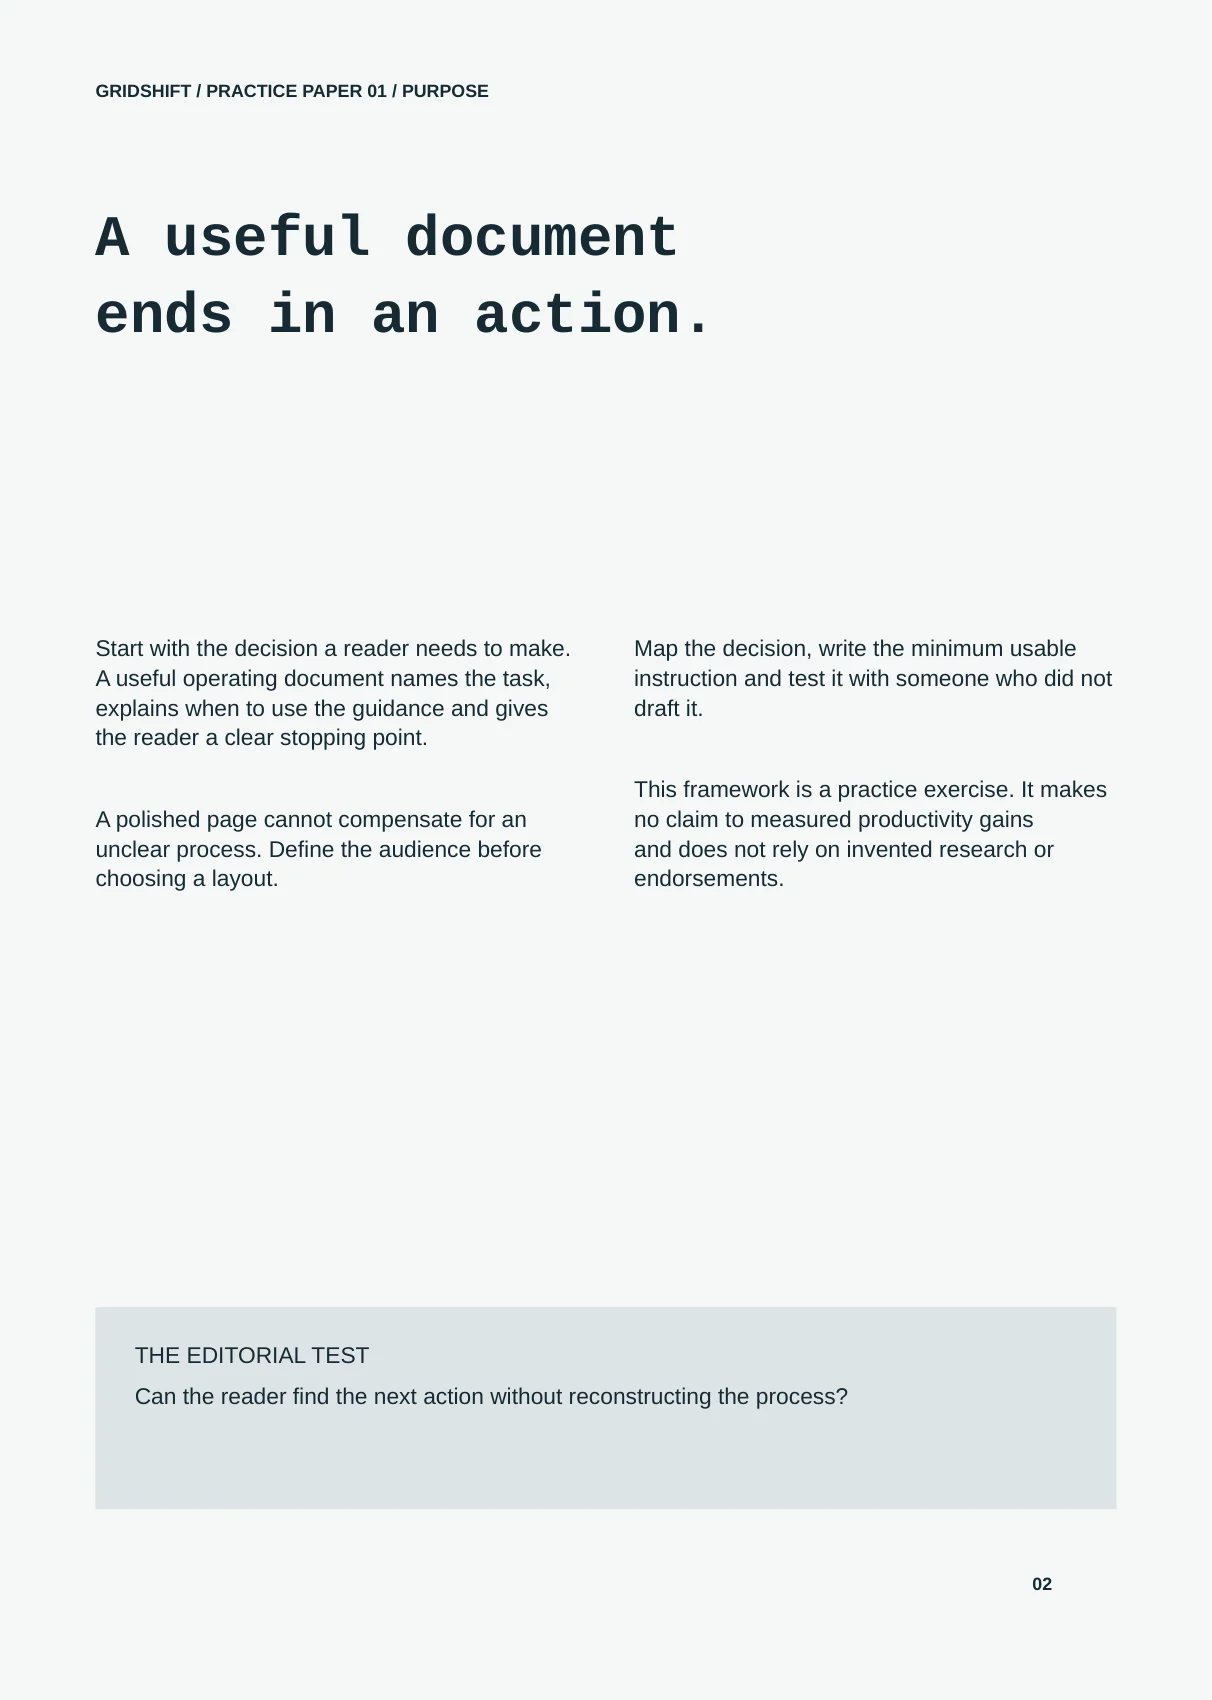 GRIDSHIFT / PRACTICE PAPER 01 / PURPOSE
A useful document
ends in an action.
Start with the decision a reader needs to make.
A useful operating document names the task,
explains when to use the guidance and gives
the reader a clear stopping point.
A polished page cannot compensate for an
unclear process. Define the audience before
choosing a layout.
Map the decision, write the minimum usable
instruction and test it with someone who did not
draft it.
This framework is a practice exercise. It makes
no claim to measured productivity gains
and does not rely on invented research or
endorsements.
THE EDITORIAL TEST
Can the reader find the next action without reconstructing the process?
02